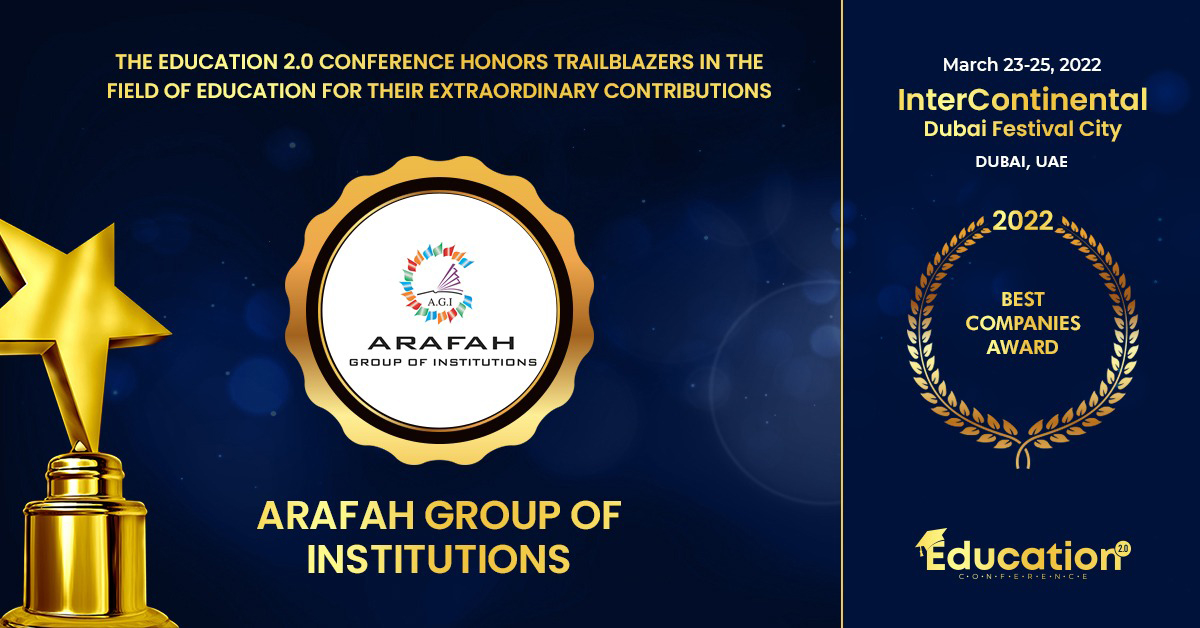 THE EDUCATION 2.0 CONFERENCE HONORS TRAILBLAZERS IN THE
FIELD OF EDUCATION FOR THEIR EXTRAORDINARY CONTRIBUTIONS
A.G.I
ARAFAH
GROUP OF INSTITUTIONS
ARAFAH GROUP OF
INSTITUTIONS
March 23-25, 2022
InterContinental
Dubai Festival City
DUBAI, UAE
2022
BEST
COMPANIES
AWARD
Education 2.0
C·O·N·F·E·R·E·N·C·E